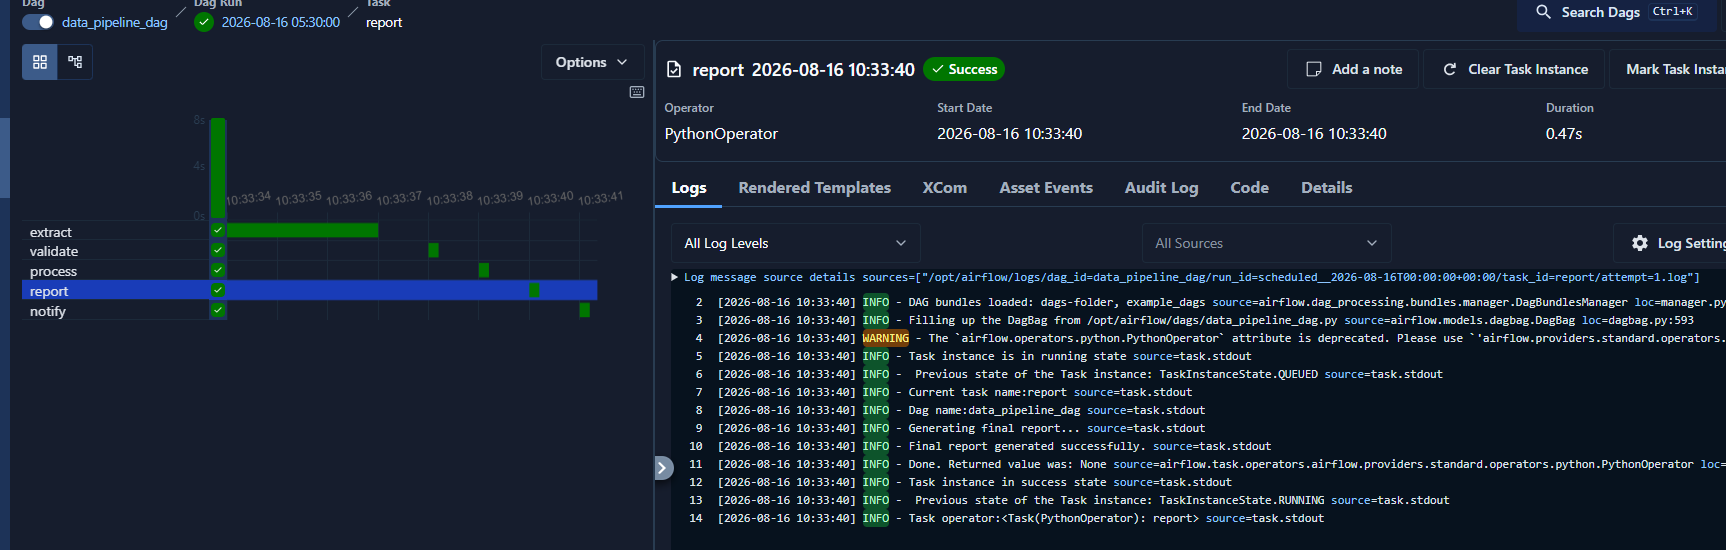 Dag
data_pipeline_dag
Dag Run
2026-08-16 05:30:00
Task
report
Search Dags Ctrl+K
Options
8s
4s
0s
10:33:34 10:33:35 10:33:36 10:33:37 10:33:38 10:33:39 10:33:40 10:33:41
extract
validate
process
report
notify
report 2026-08-16 10:33:40 Success
Add a note
Clear Task Instance
Mark Task Insta
Operator Start Date End Date Duration
PythonOperator 2026-08-16 10:33:40 2026-08-16 10:33:40 0.47s
Logs Rendered Templates XCom Asset Events Audit Log Code Details
All Log Levels All Sources Log Setting
Log message source details sources=["/opt/airflow/logs/dag_id=data_pipeline_dag/run_id=scheduled__2026-08-16T00:00:00+00:00/task_id=report/attempt=1.log"]
2 [2026-08-16 10:33:40] INFO - DAG bundles loaded: dags-folder, example_dags source=airflow.dag_processing.bundles.manager.DagBundlesManager loc=manager.py
3 [2026-08-16 10:33:40] INFO - Filling up the DagBag from /opt/airflow/dags/data_pipeline_dag.py source=airflow.models.dagbag.DagBag loc=dagbag.py:593
4 [2026-08-16 10:33:40] WARNING - The `airflow.operators.python.PythonOperator` attribute is deprecated. Please use `'airflow.providers.standard.operators.
5 [2026-08-16 10:33:40] INFO - Task instance is in running state source=task.stdout
6 [2026-08-16 10:33:40] INFO -  Previous state of the Task instance: TaskInstanceState.QUEUED source=task.stdout
7 [2026-08-16 10:33:40] INFO - Current task name:report source=task.stdout
8 [2026-08-16 10:33:40] INFO - Dag name:data_pipeline_dag source=task.stdout
9 [2026-08-16 10:33:40] INFO - Generating final report... source=task.stdout
10 [2026-08-16 10:33:40] INFO - Final report generated successfully. source=task.stdout
11 [2026-08-16 10:33:40] INFO - Done. Returned value was: None source=airflow.task.operators.airflow.providers.standard.operators.python.PythonOperator loc=
12 [2026-08-16 10:33:40] INFO - Task instance in success state source=task.stdout
13 [2026-08-16 10:33:40] INFO -  Previous state of the Task instance: TaskInstanceState.RUNNING source=task.stdout
14 [2026-08-16 10:33:40] INFO - Task operator:<Task(PythonOperator): report> source=task.stdout